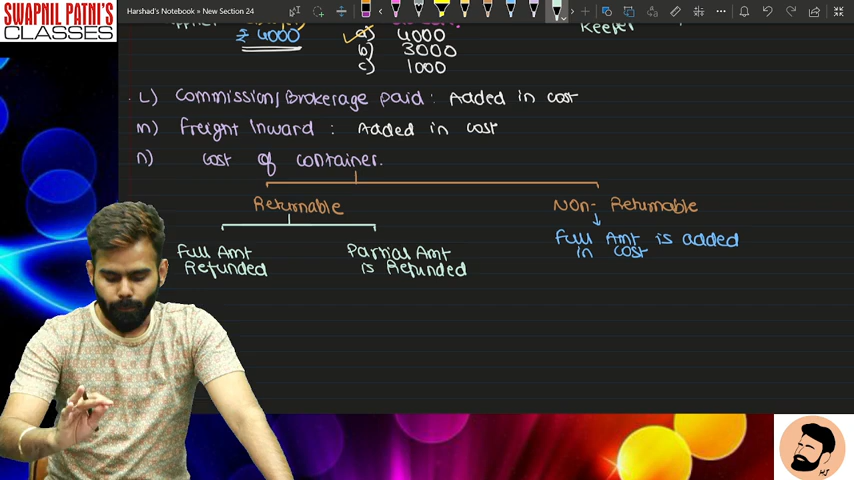 SWAPNIL PATNI'S
CLASSES
Harshad's Notebook » New Section 24
₹ 4000
a) 4000
b) 3000
c) 1000
Keeper
L) Commission/Brokerage paid : Added in cost
m) Freight Inward : Added in cost
n) cost of container.
Returnable
Non- Returnable
Full Amt
Refunded
Partial Amt
is Refunded
Full Amt is added
in cost
HJ